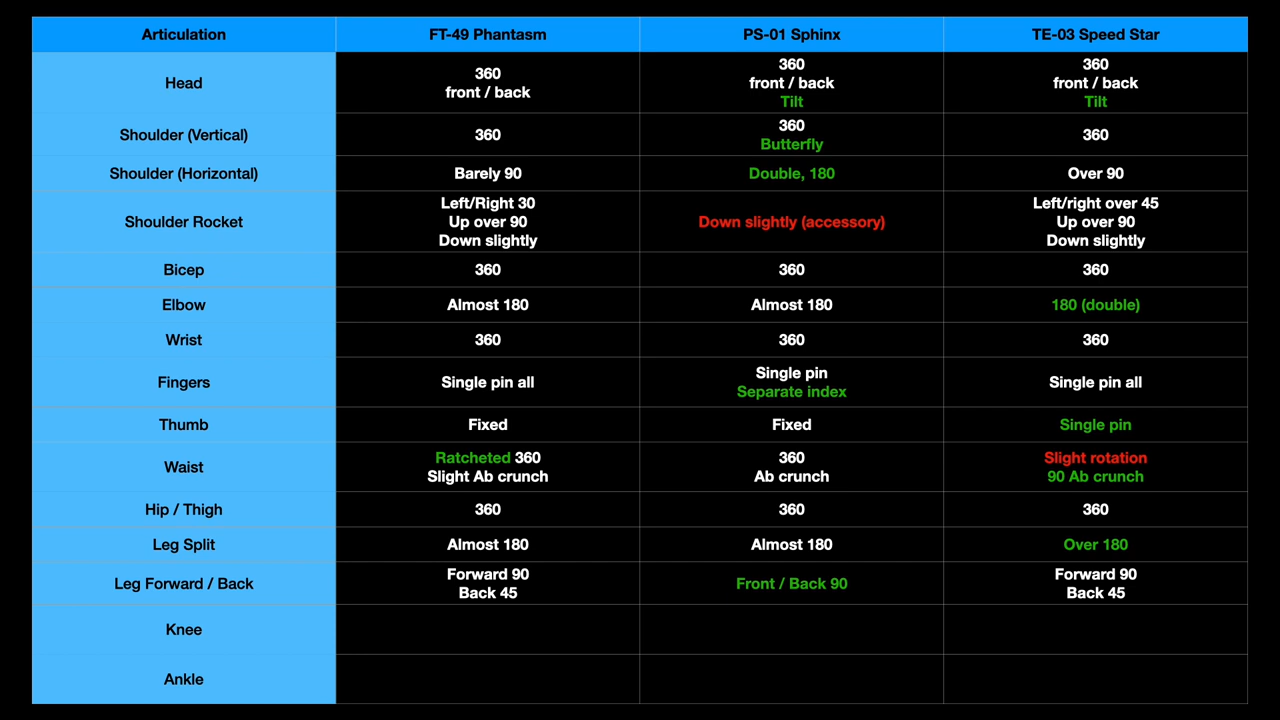 Articulation
FT-49 Phantasm
PS-01 Sphinx
TE-03 Speed Star
Head
360
front / back
360
front / back
Tilt
360
front / back
Tilt
Shoulder (Vertical)
360
360
Butterfly
360
Shoulder (Horizontal)
Barely 90
Double, 180
Over 90
Shoulder Rocket
Left/Right 30
Up over 90
Down slightly
Down slightly (accessory)
Left/right over 45
Up over 90
Down slightly
Bicep
360
360
360
Elbow
Almost 180
Almost 180
180 (double)
Wrist
360
360
360
Fingers
Single pin all
Single pin
Separate index
Single pin all
Thumb
Fixed
Fixed
Single pin
Waist
Ratcheted 360
Slight Ab crunch
360
Ab crunch
Slight rotation
90 Ab crunch
Hip / Thigh
360
360
360
Leg Split
Almost 180
Almost 180
Over 180
Leg Forward / Back
Forward 90
Back 45
Front / Back 90
Forward 90
Back 45
Knee
Ankle